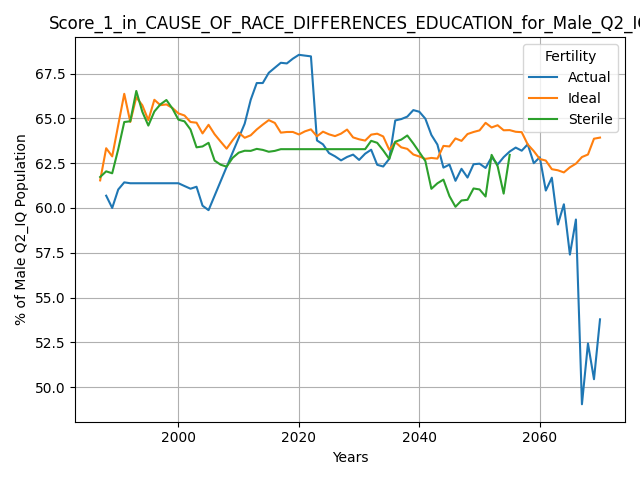 Score_1_in_CAUSE_OF_RACE_DIFFERENCES_EDUCATION_for_Male_Q2_IQ
Fertility
Actual
Ideal
Sterile
% of Male Q2_IQ Population
67.5
65.0
62.5
60.0
57.5
55.0
52.5
50.0
2000
2020
2040
2060
Years